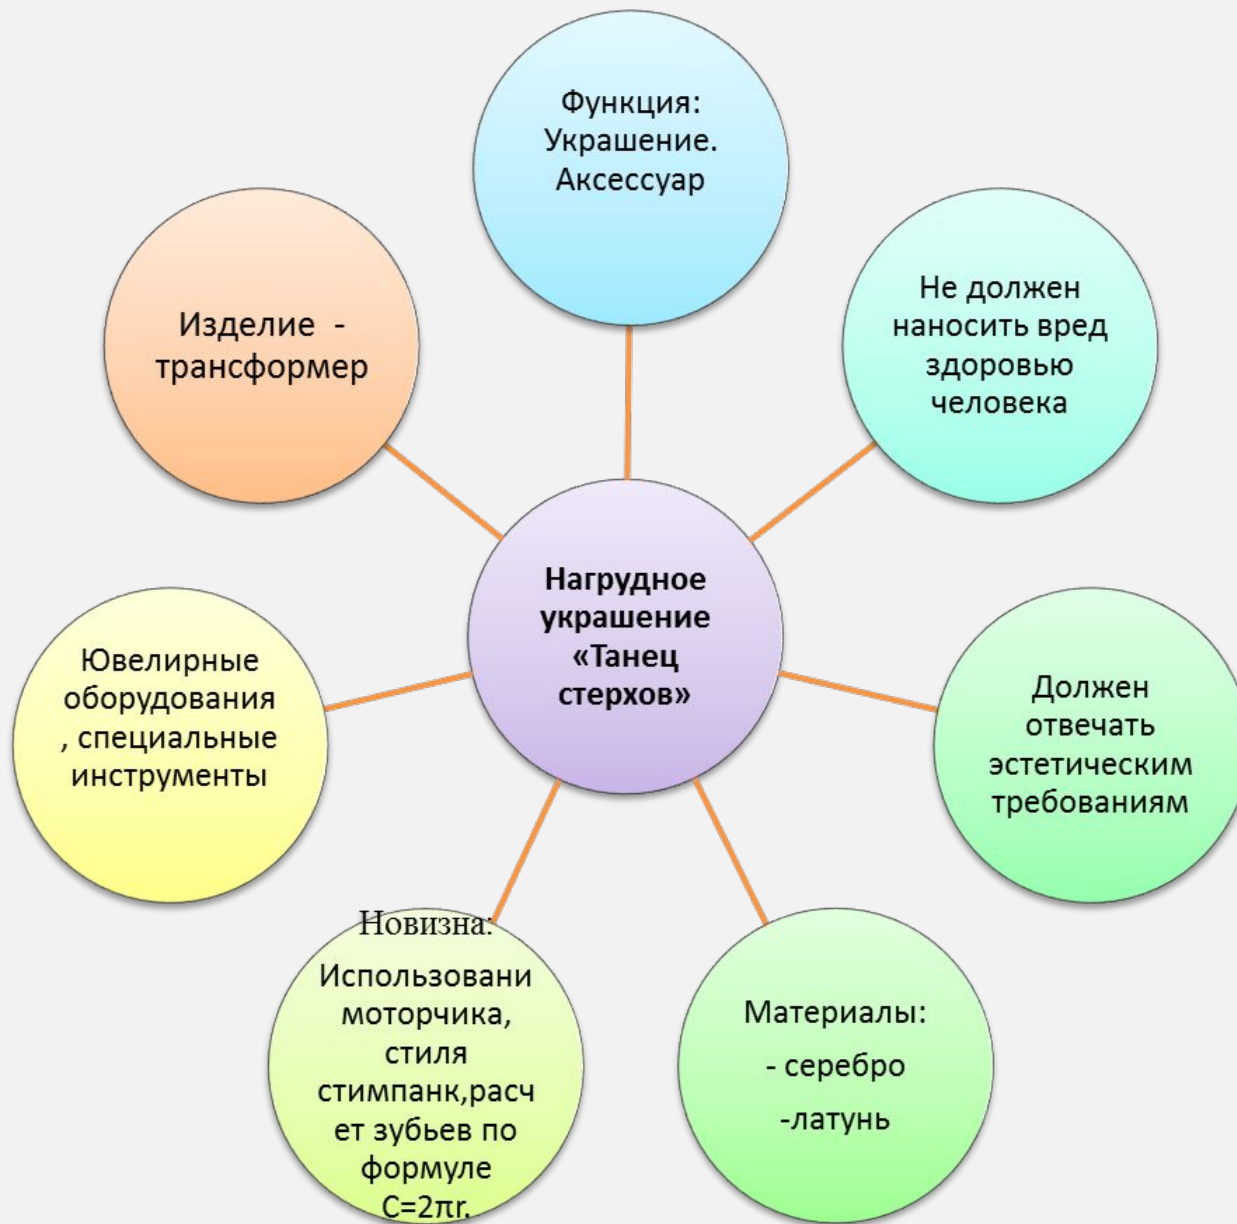 Функция:
Украшение.
Аксессуар
Не должен
наносить вред
здоровью
человека
Должен
отвечать
эстетическим
требованиям
Материалы:
- серебро
-латунь
Новизна:
Использовани
моторчика,
стиля
стимпанк,расч
ет зубьев по
формуле
C=2πr.
Ювелирные
оборудования
, специальные
инструменты
Изделие -
трансформер
Нагрудное
украшение
«Танец
стерхов»